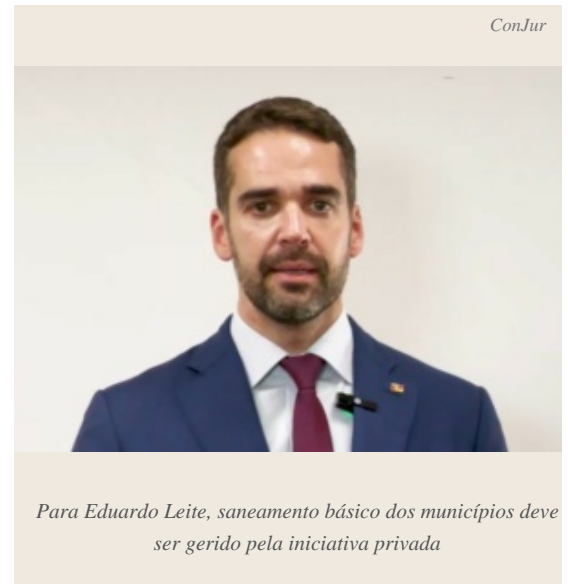 ConJur
Para Eduardo Leite, saneamento básico dos municípios deve
ser gerido pela iniciativa privada